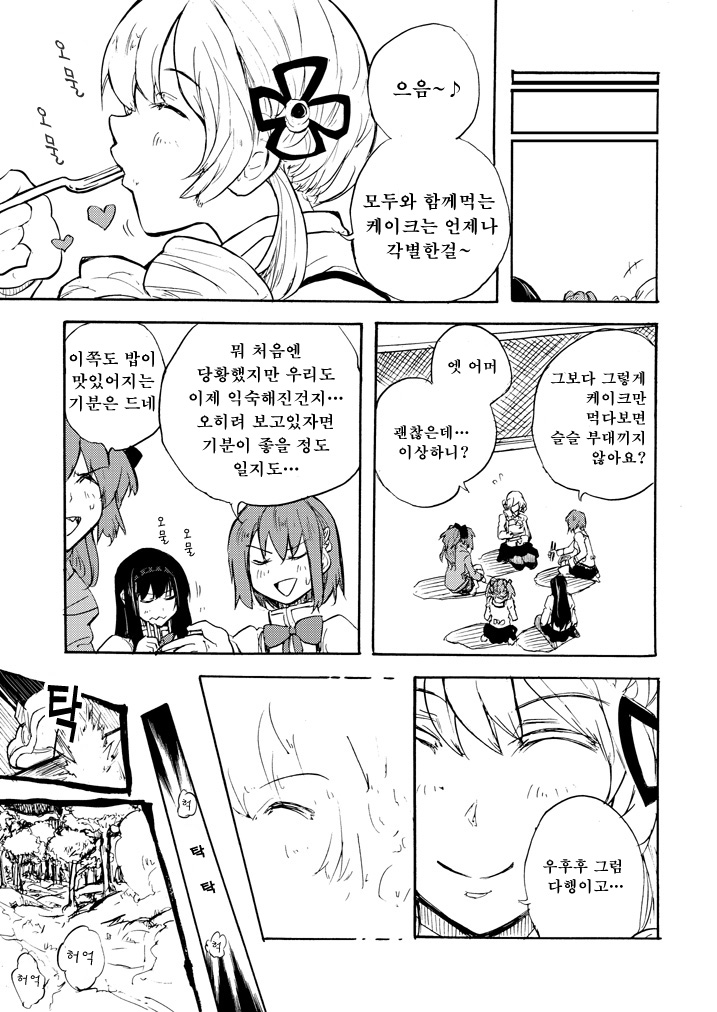 으음~♪
모두와 함께먹는
케이크는 언제나
각별한걸~
오물
오물
그보다 그렇게
케이크만
먹다보면
슬슬 부대끼지
않아요?
엣 어머
괜찮은데…
이상하니?
뭐 처음엔
당황했지만 우리도
이제 익숙해진건지…
오히려 보고있자면
기분이 좋을 정도
일지도…
오물
오물
이쪽도 밥이
맛있어지는
기분은 드네
우후후 그럼
다행이고…
헉
탁
탁
헉
탁
허억
허억